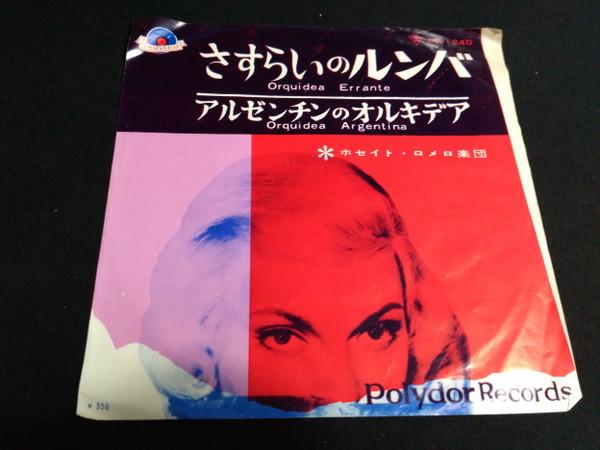 さすらいのルンバ
Orquidea Errante
アルゼンチンのオルキデア
Orquidea Argentina
＊ ホセイト・ロメロ楽団
Polydor Records
¥ 350